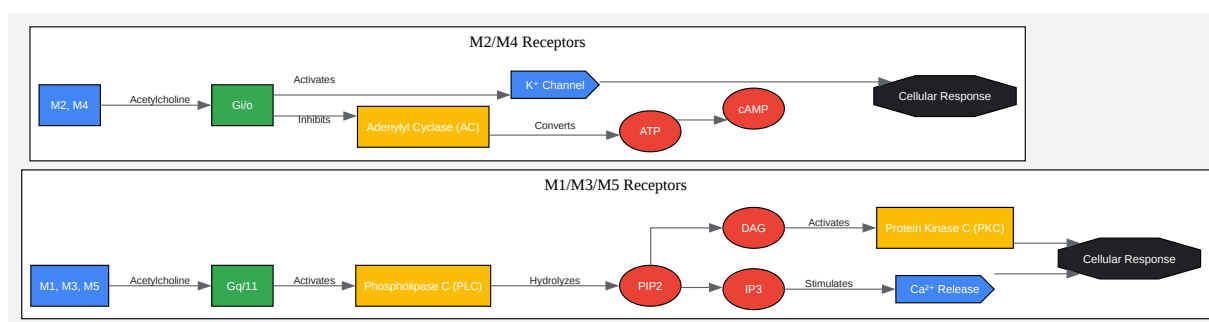 M2/M4 Receptors
M2, M4
Acetylcholine
Gi/o
Activates
Inhibits
K⁺ Channel
Adenylyl Cyclase (AC)
Converts
ATP
cAMP
Cellular Response
M1/M3/M5 Receptors
M1, M3, M5
Acetylcholine
Gq/11
Activates
Phospholipase C (PLC)
Hydrolyzes
PIP2
DAG
Activates
Protein Kinase C (PKC)
IP3
Stimulates
Ca²⁺ Release
Cellular Response